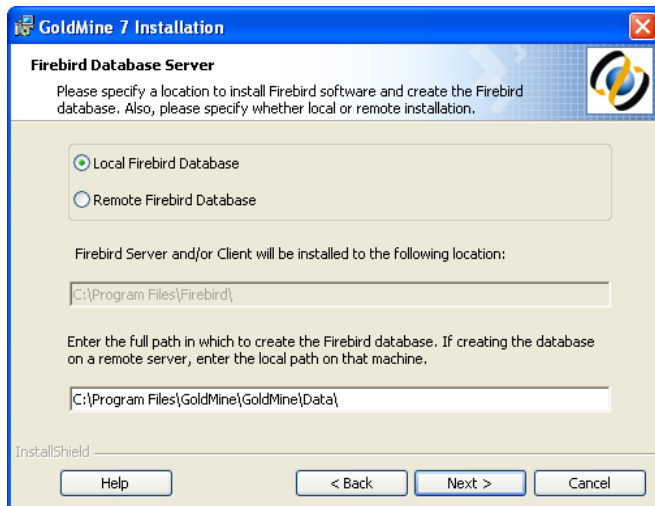 GoldMine 7 Installation
Firebird Database Server
Please specify a location to install Firebird software and create the Firebird
database. Also, please specify whether local or remote installation.
Local Firebird Database
Remote Firebird Database
Firebird Server and/or Client will be installed to the following location:
C:\Program Files\Firebird\
Enter the full path in which to create the Firebird database. If creating the database
on a remote server, enter the local path on that machine.
C:\Program Files\GoldMine\GoldMine\Data\
InstallShield
Help
< Back
Next >
Cancel